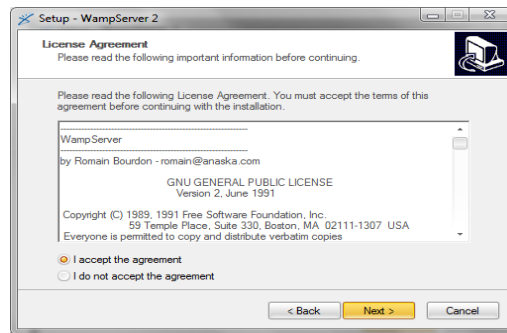 Setup - WampServer 2
License Agreement
Please read the following important information before continuing.
Please read the following License Agreement. You must accept the terms of this
agreement before continuing with the installation.
------------------------------------------------------------
WampServer
------------------------------------------------------------
by Romain Bourdon - romain@anaska.com
GNU GENERAL PUBLIC LICENSE
Version 2, June 1991
Copyright (C) 1989, 1991 Free Software Foundation, Inc.
59 Temple Place, Suite 330, Boston, MA 02111-1307 USA
Everyone is permitted to copy and distribute verbatim copies
I accept the agreement
I do not accept the agreement
< Back Next > Cancel